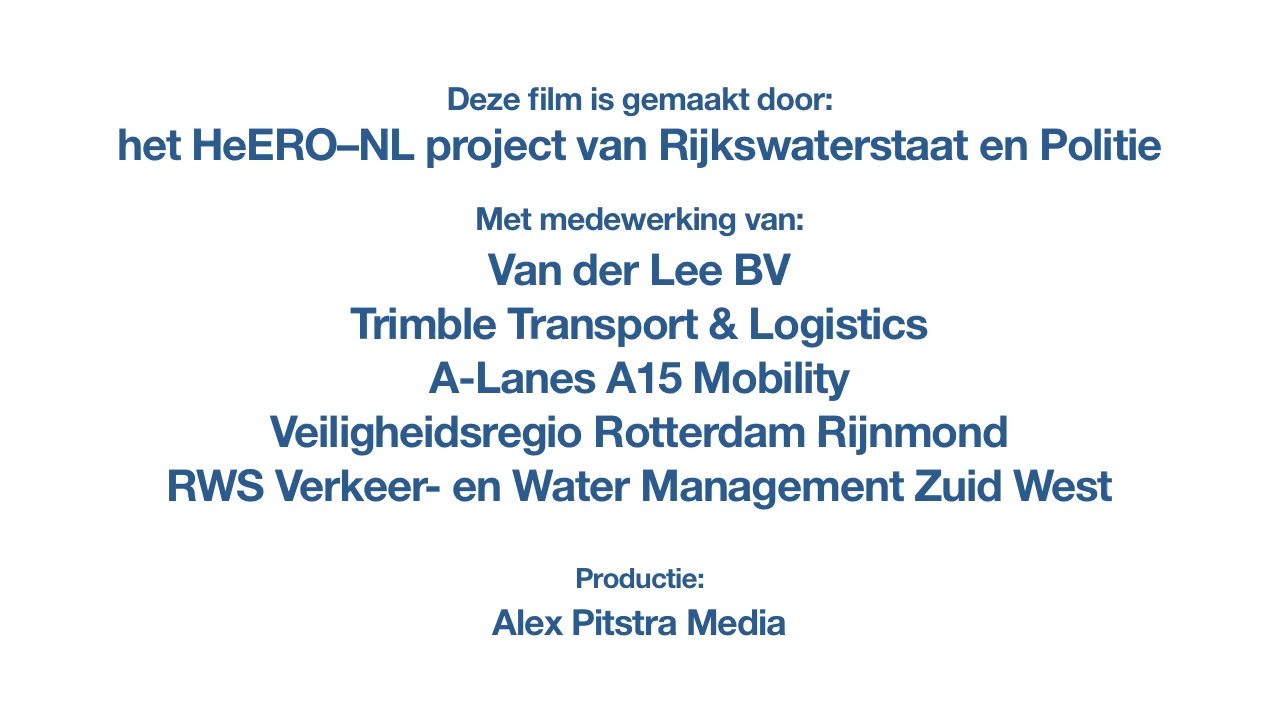 Deze film is gemaakt door:
het HeERO–NL project van Rijkswaterstaat en Politie
Met medewerking van:
Van der Lee BV
Trimble Transport & Logistics
A-Lanes A15 Mobility
Veiligheidsregio Rotterdam Rijnmond
RWS Verkeer- en Water Management Zuid West
Productie:
Alex Pitstra Media